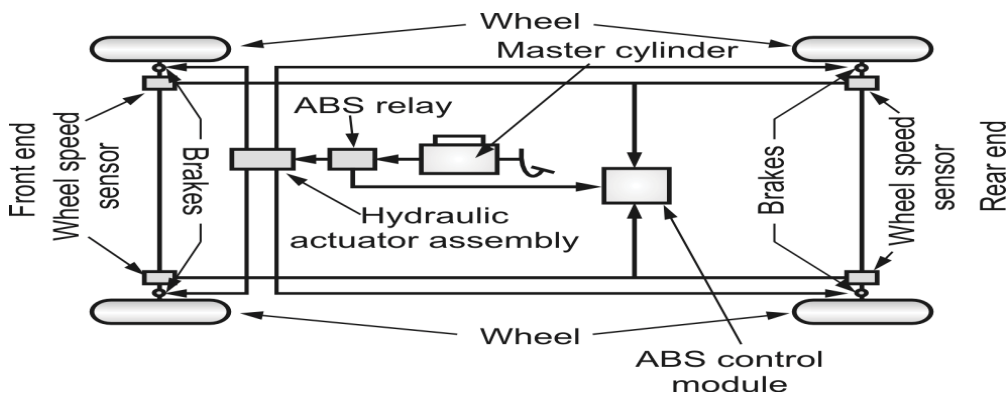 Wheel
Master cylinder
ABS relay
Front end
Wheel speed
sensor
Brakes
Hydraulic
actuator assembly
Brakes
Wheel speed
sensor
Rear end
Wheel
ABS control
module